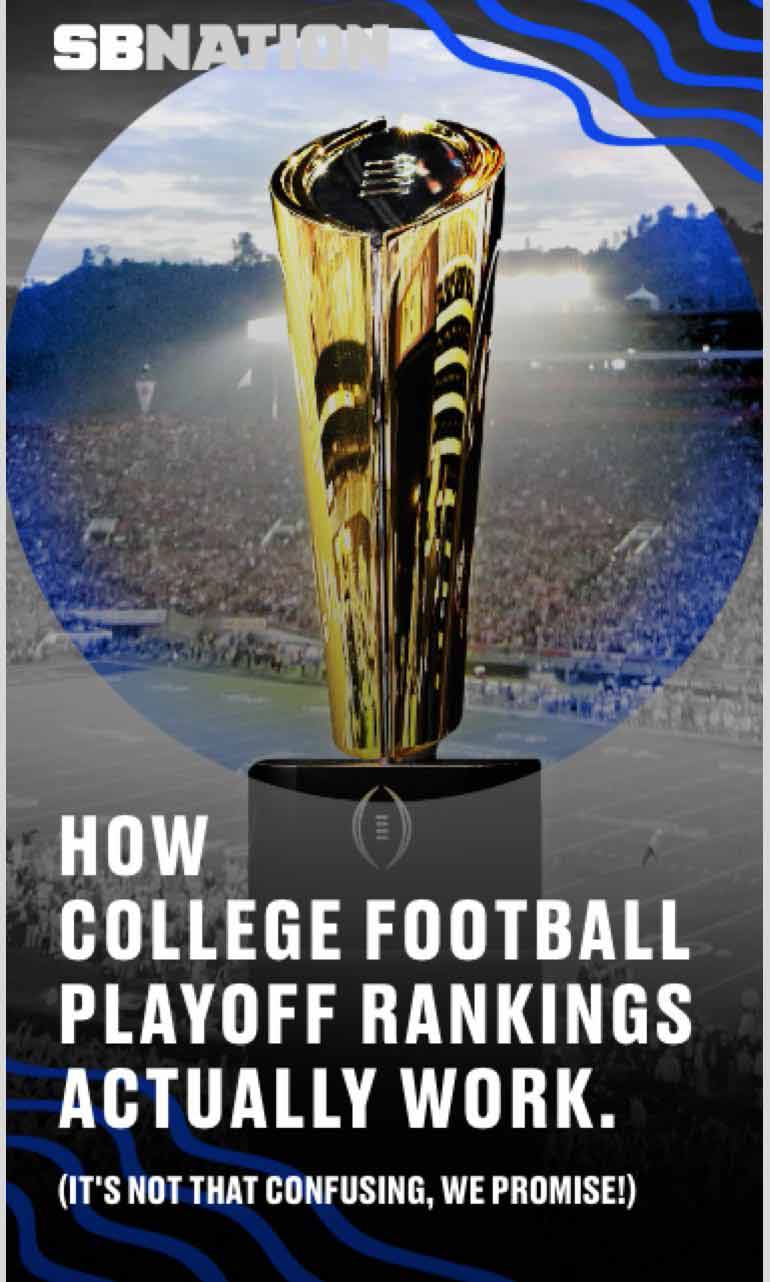 SBNATION
HOW
COLLEGE FOOTBALL
PLAYOFF RANKINGS
ACTUALLY WORK.
(IT'S NOT THAT CONFUSING, WE PROMISE!)